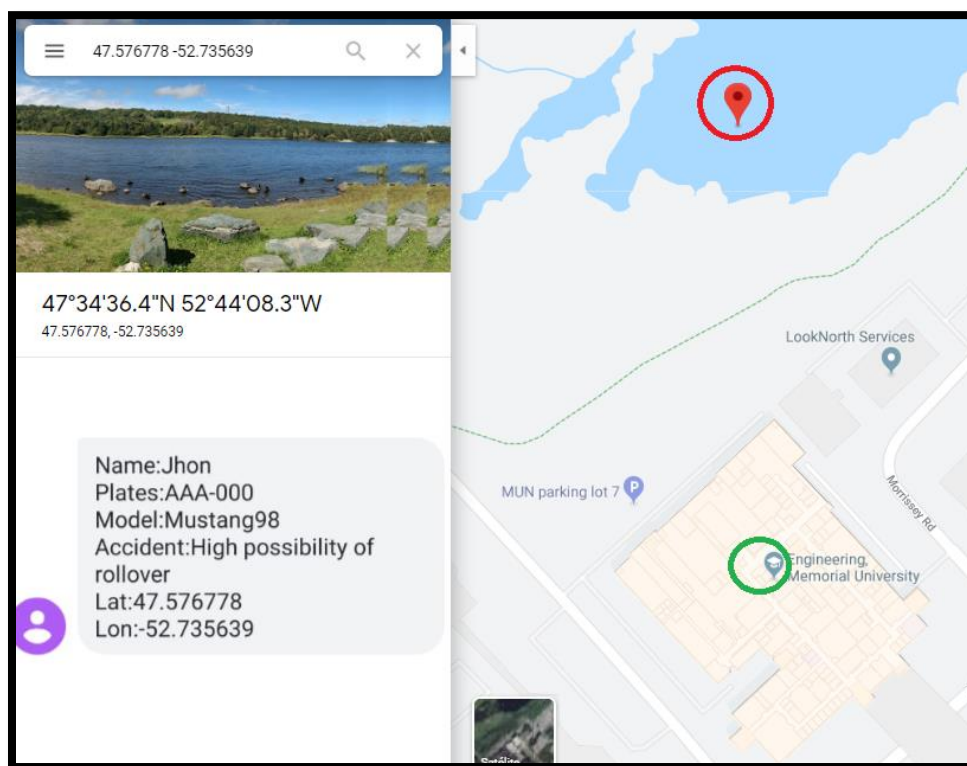 47.576778 -52.735639
47°34'36.4"N 52°44'08.3"W
47.576778, -52.735639
Name:Jhon
Plates:AAA-000
Model:Mustang98
Accident:High possibility of
rollover
Lat:47.576778
Lon:-52.735639
LookNorth Services
MUN parking lot 7
P
Morrissey Rd
Engineering,
Memorial University
Satélite